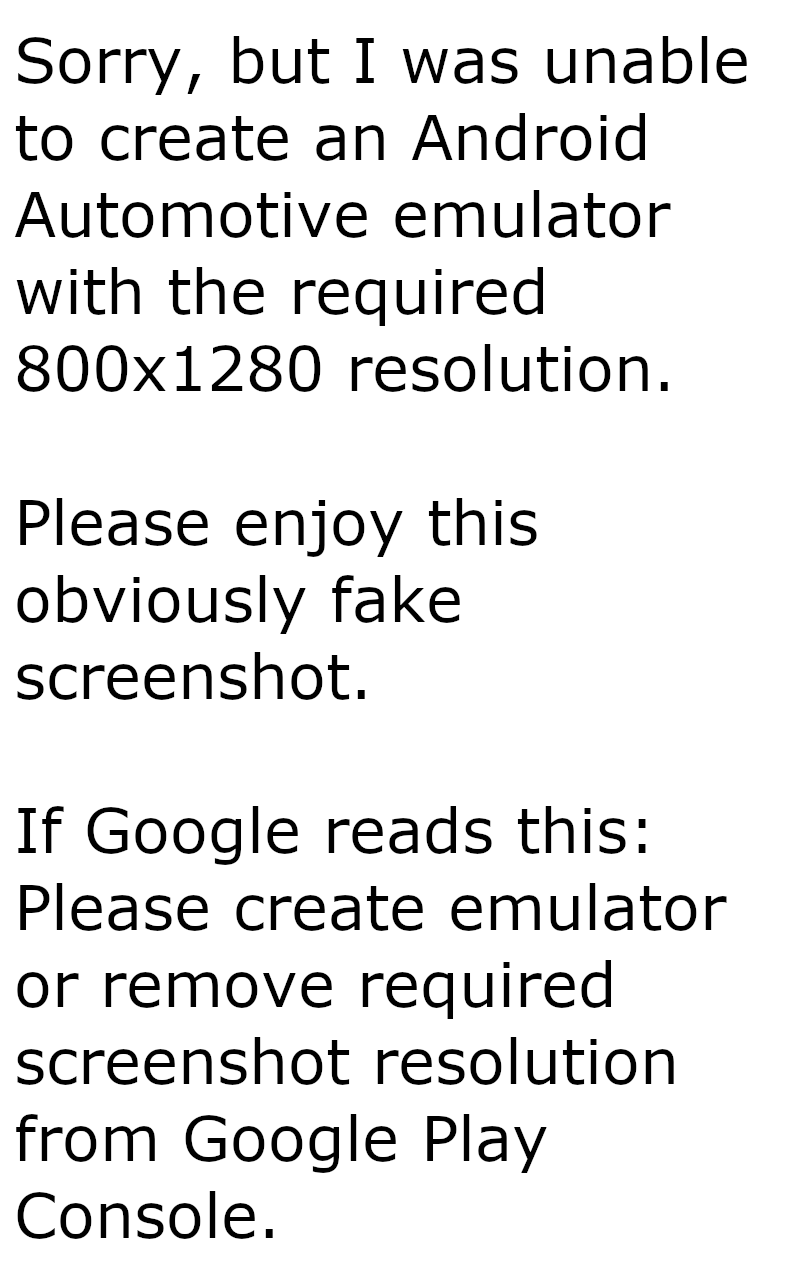 Sorry, but I was unable
to create an Android
Automotive emulator
with the required
800x1280 resolution.
Please enjoy this
obviously fake
screenshot.
If Google reads this:
Please create emulator
or remove required
screenshot resolution
from Google Play
Console.